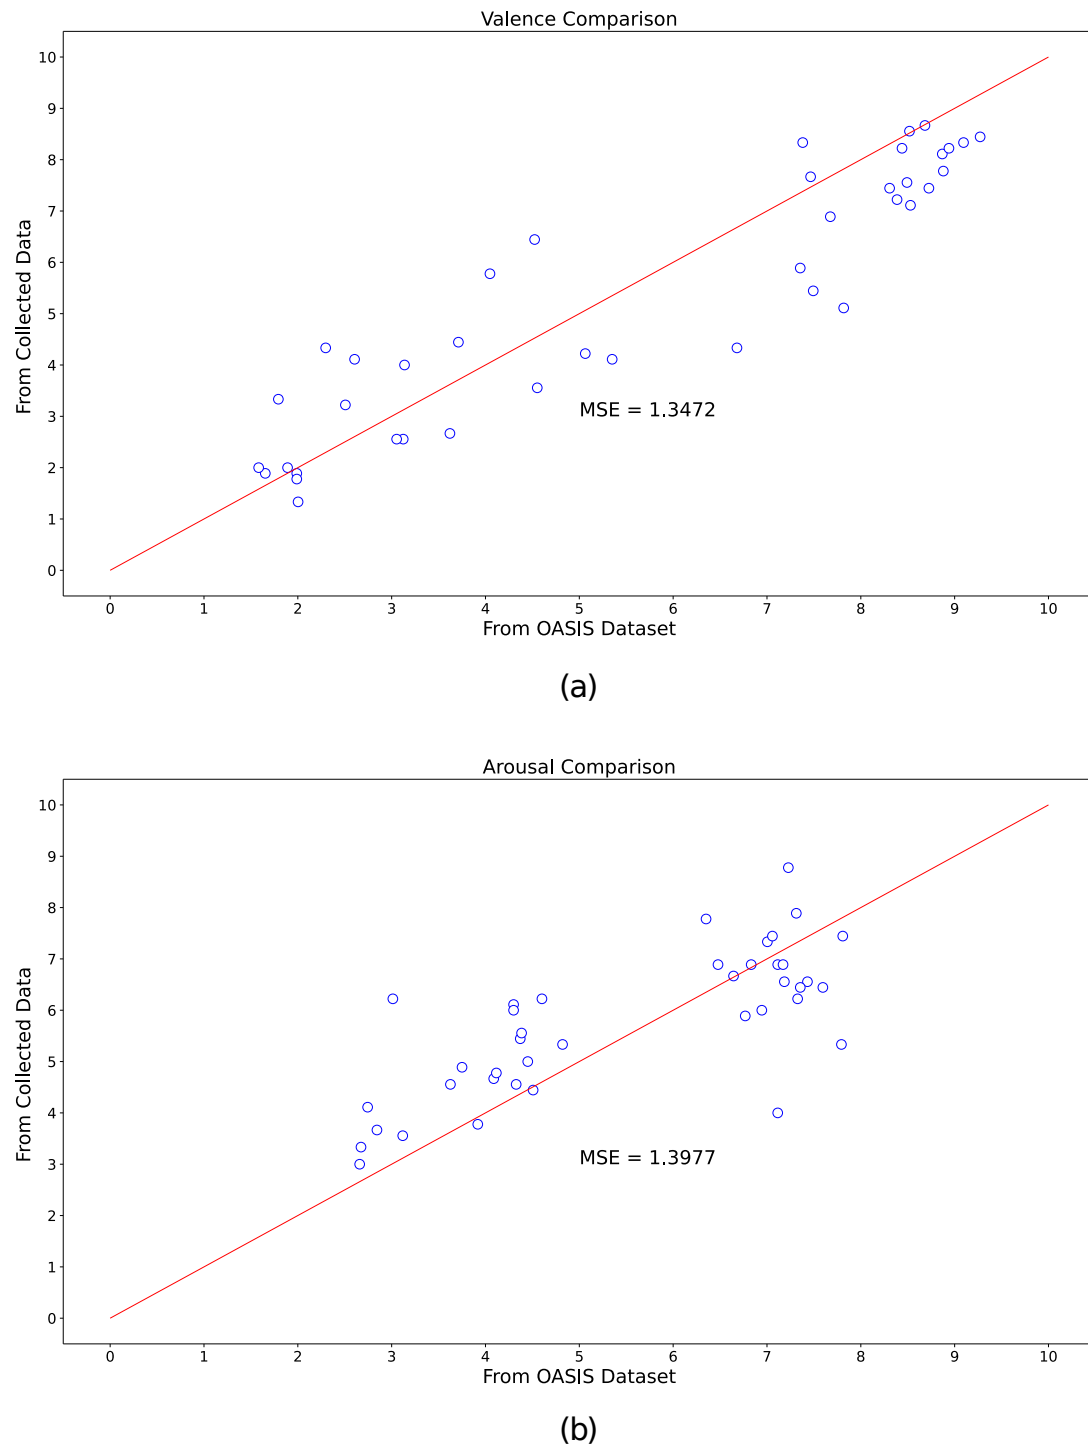 Valence Comparison
10
9
8
7
6
5
4
3
2
1
0
From Collected Data
MSE = 1.3472
0 1 2 3 4 5 6 7 8 9 10
From OASIS Dataset
(a)
Arousal Comparison
10
9
8
7
6
5
4
3
2
1
0
From Collected Data
MSE = 1.3977
0 1 2 3 4 5 6 7 8 9 10
From OASIS Dataset
(b)